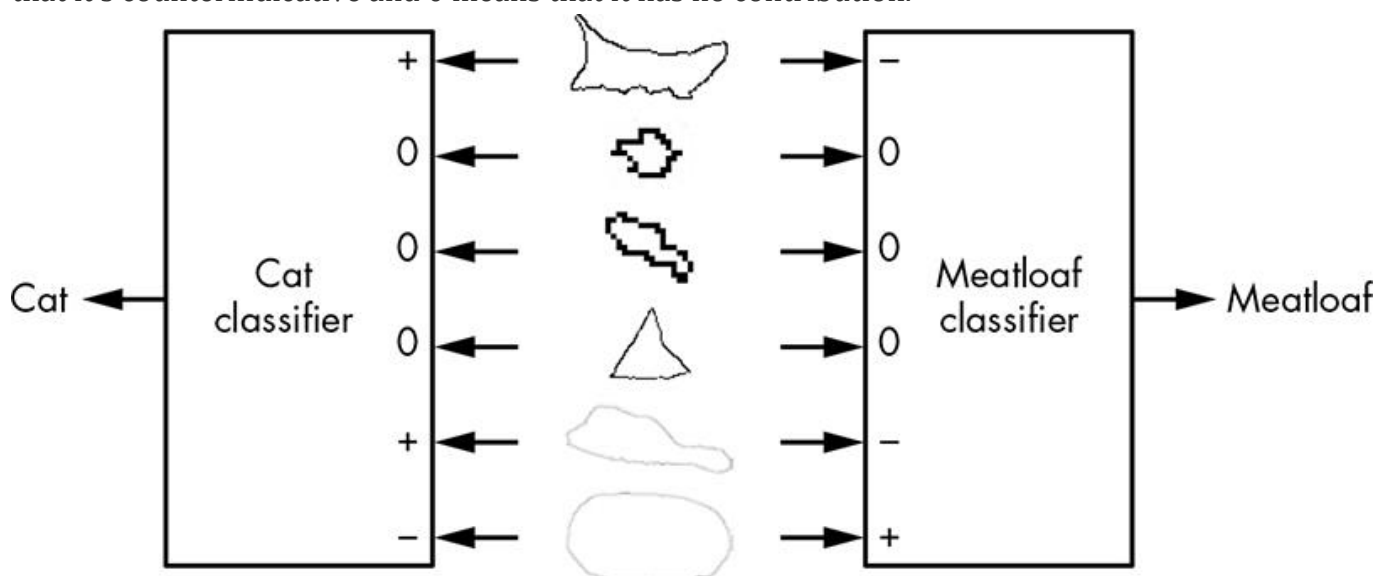 that it's counterindicative and 0 means that it has no contribution.
+ −
0 0
0 0
Cat
classifier
Meatloaf
classifier
Cat
Meatloaf
0 0
+ −
− +